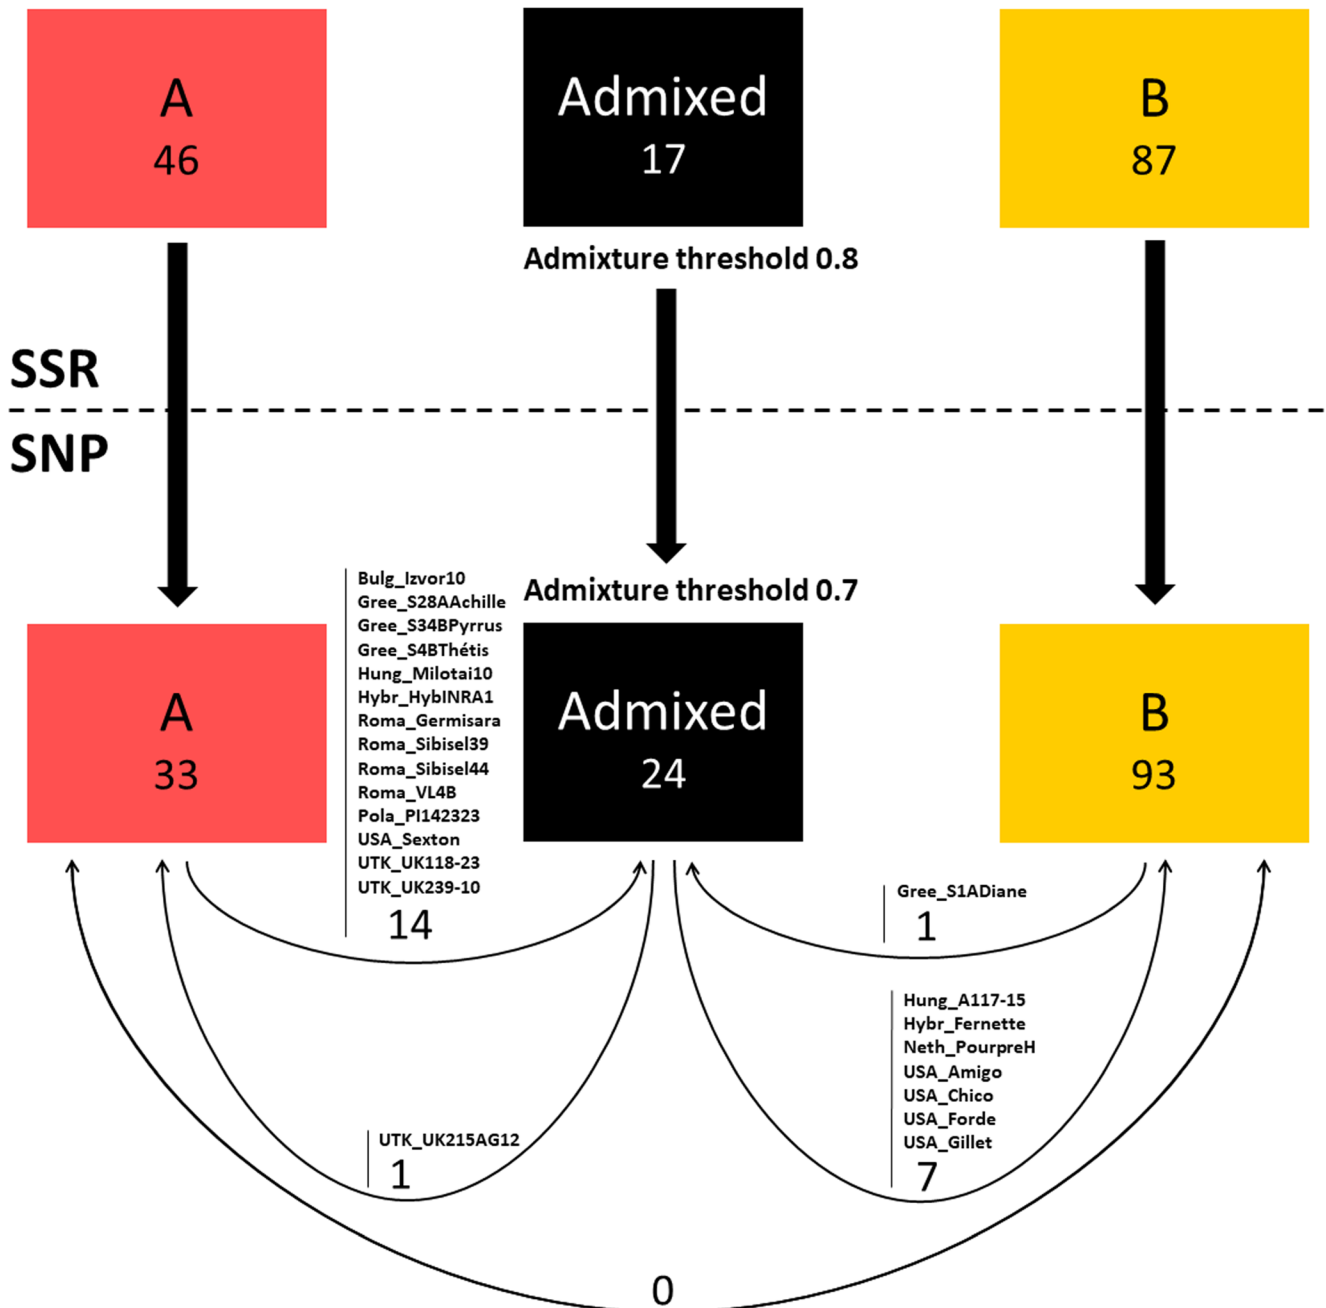 A
46
Admixed
17
B
87
Admixture threshold 0.8
SSR
SNP
Bulg_Izvor10
Gree_S28AAchille
Gree_S34BPyrrus
Gree_S4BThétis
Hung_Milotai10
Hybr_HybINRA1
Roma_Germisara
Roma_Sibisel39
Roma_Sibisel44
Roma_VL4B
Pola_PI142323
USA_Sexton
UTK_UK118-23
UTK_UK239-10
14
Admixture threshold 0.7
A
33
Admixed
24
B
93
Gree_S1ADiane
1
Hung_A117-15
Hybr_Fernette
Neth_PourpreH
USA_Amigo
USA_Chico
USA_Forde
USA_Gillet
7
UTK_UK215AG12
1
0